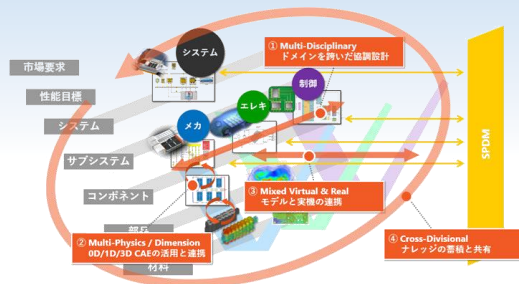 システム
① Multi-Disciplinary
ドメインを跨いだ協調設計
市場要求
性能目標
制御
エレキ
システム
メカ
サブシステム
SPDM
コンポーネント
③ Mixed Virtual & Real
モデルと実機の連携
部品
② Multi-Physics / Dimension
0D/1D/3D CAEの活用と連携
④ Cross-Divisional
ナレッジの蓄積と共有
材料